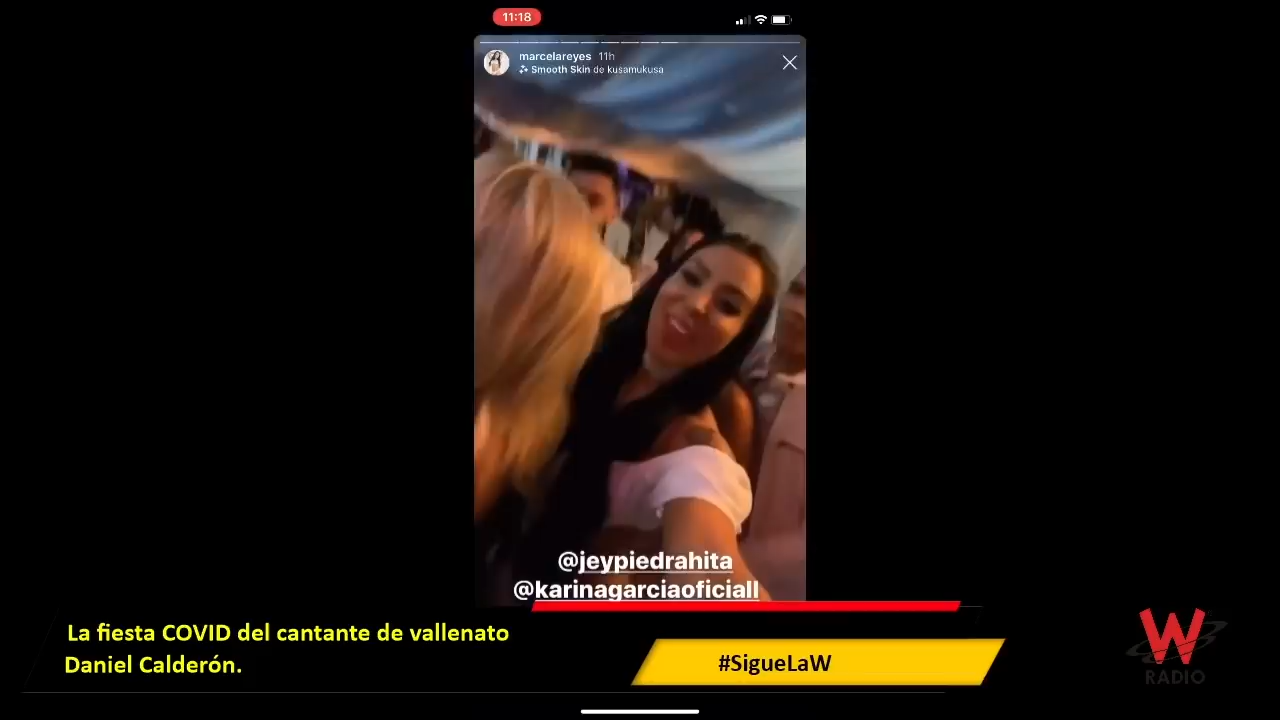 11:18
marcelareyes 11h
Smooth Skin de kusamukusa
@jeypiedrahita
@karinagarciaoficiall
La fiesta COVID del cantante de vallenato
Daniel Calderón.
#SigueLaW
W
RADIO